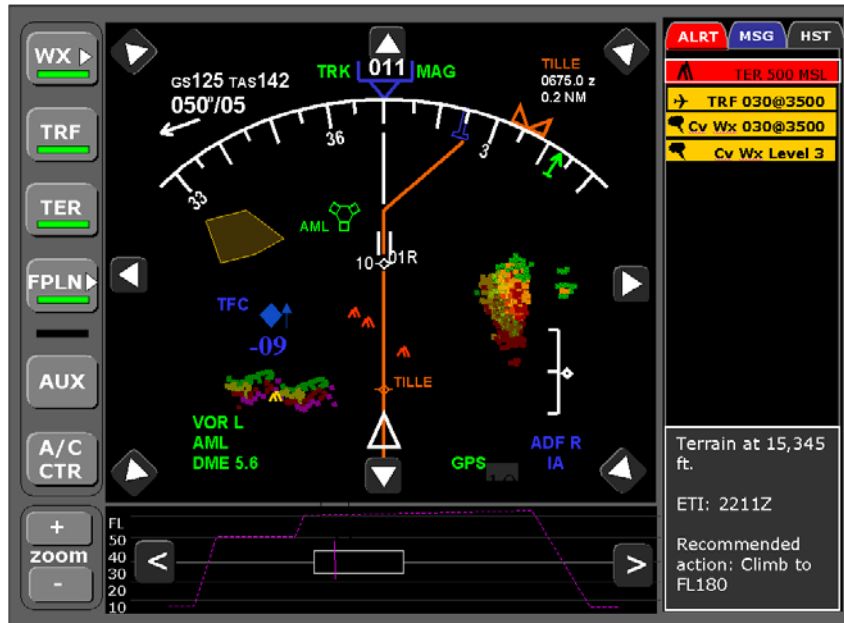 WX
TRF
TER
FPLN
AUX
A/C
CTR
+
zoom
-
GS125 TAS142
050°/05
TRK 011 MAG
TILLE
0675.0 z
0.2 NM
33
36
3
AML
10 01R
TFC
-09
TILLE
VOR L
AML
DME 5.6
GPS
ADF R
IA
FL
50
40
30
20
10
<
>
ALRT MSG HST
TER 500 MSL
TRF 030@3500
Cv Wx 030@3500
Cv Wx Level 3
Terrain at 15,345
ft.
ETI: 2211Z
Recommended
action: Climb to
FL180